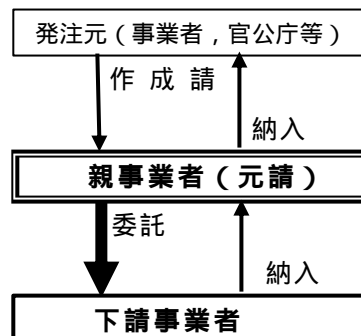 発注元（事業者，官公庁等）
作成請
納入
親事業者（元請）
委託
納入
下請事業者